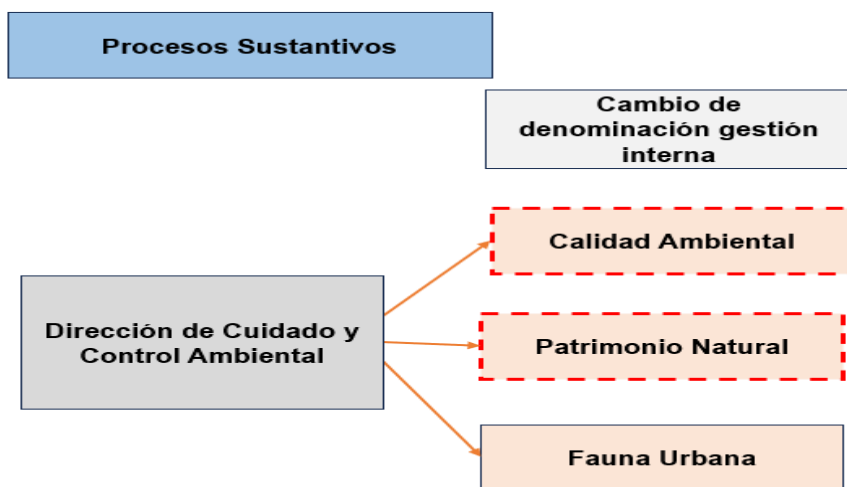 Procesos Sustantivos
Cambio de
denominación gestión
interna
Calidad Ambiental
Dirección de Cuidado y
Control Ambiental
Patrimonio Natural
Fauna Urbana